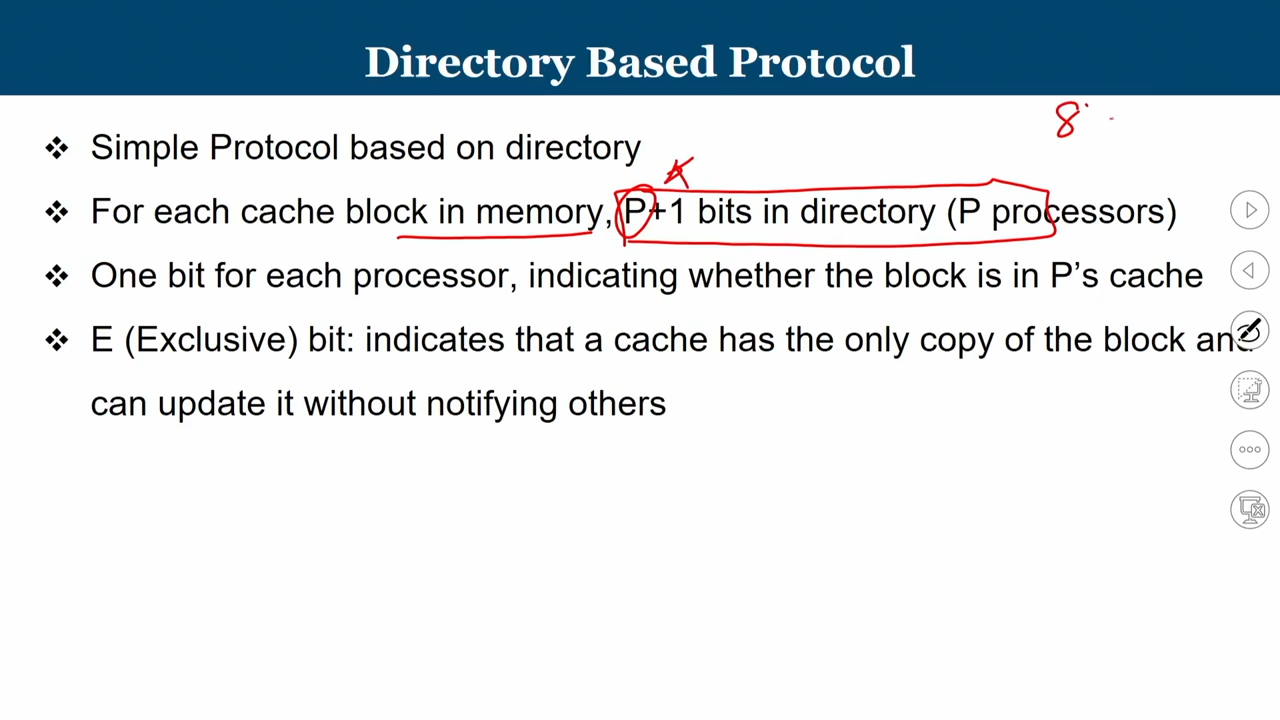 Directory Based Protocol
8
❖ Simple Protocol based on directory
❖ For each cache block in memory, P+1 bits in directory (P processors)
❖ One bit for each processor, indicating whether the block is in P's cache
❖ E (Exclusive) bit: indicates that a cache has the only copy of the block and
can update it without notifying others